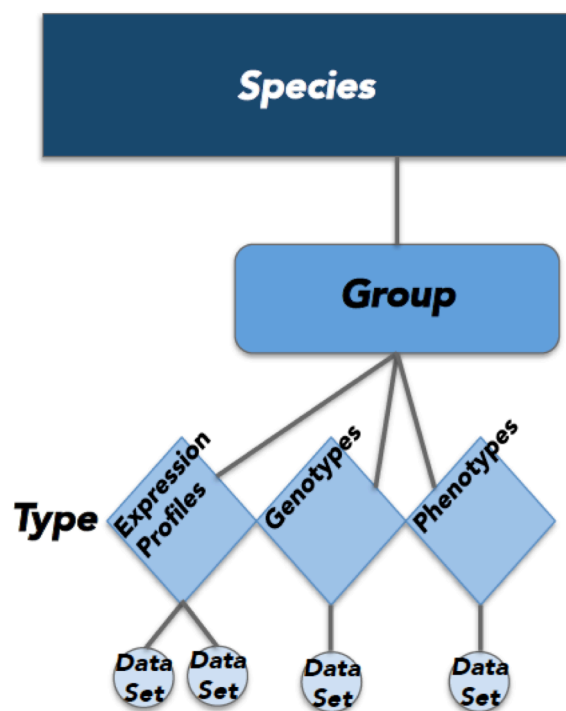 Species
Group
Type
Expression
Profiles
Genotypes
Phenotypes
Data
Set
Data
Set
Data
Set
Data
Set